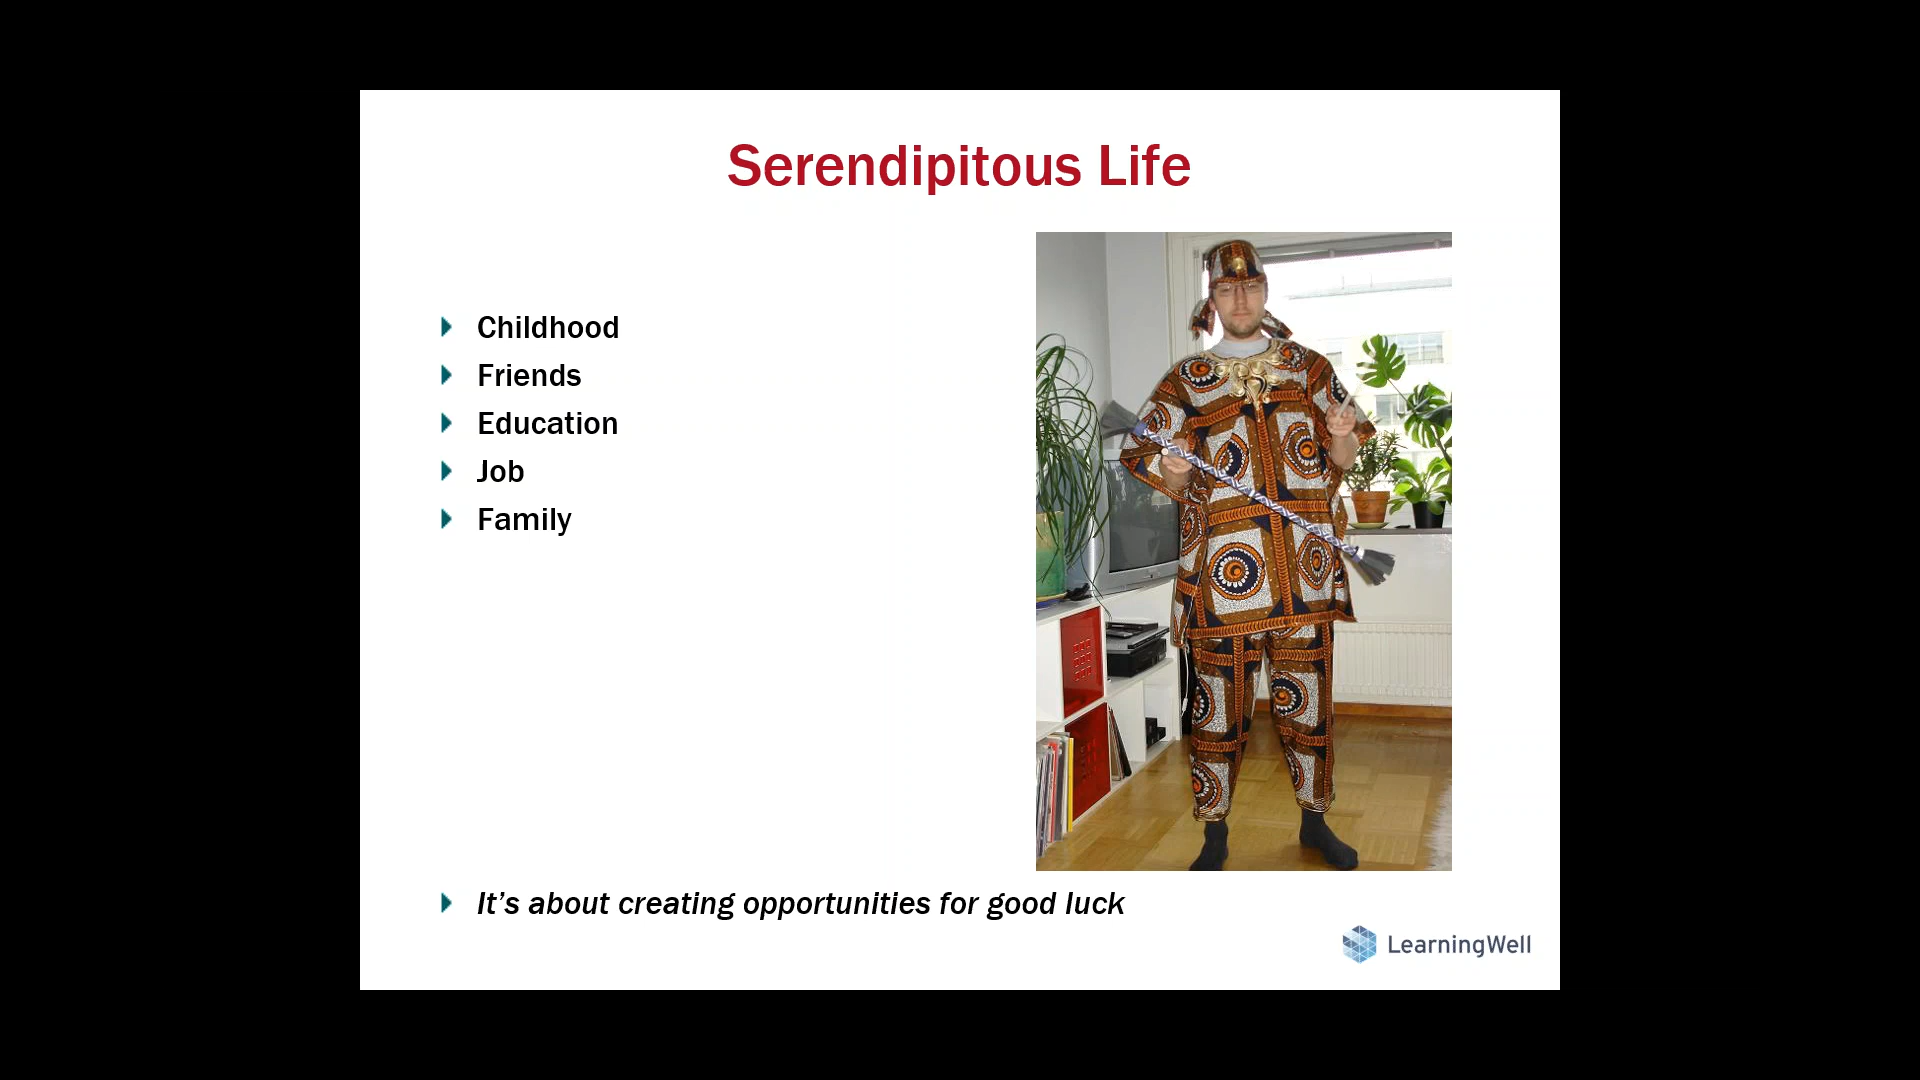 Serendipitous Life
Childhood
Friends
Education
Job
Family
It’s about creating opportunities for good luck
LearningWell